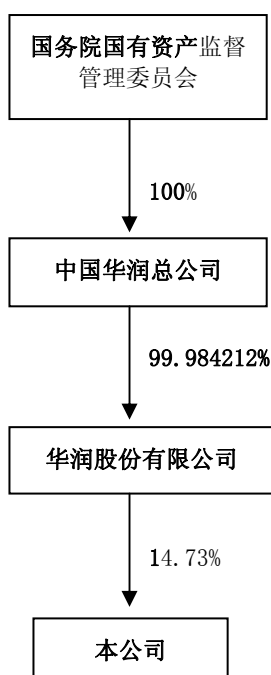 国务院国有资产监督
管理委员会
100%
中国华润总公司
99.984212%
华润股份有限公司
14.73%
本公司